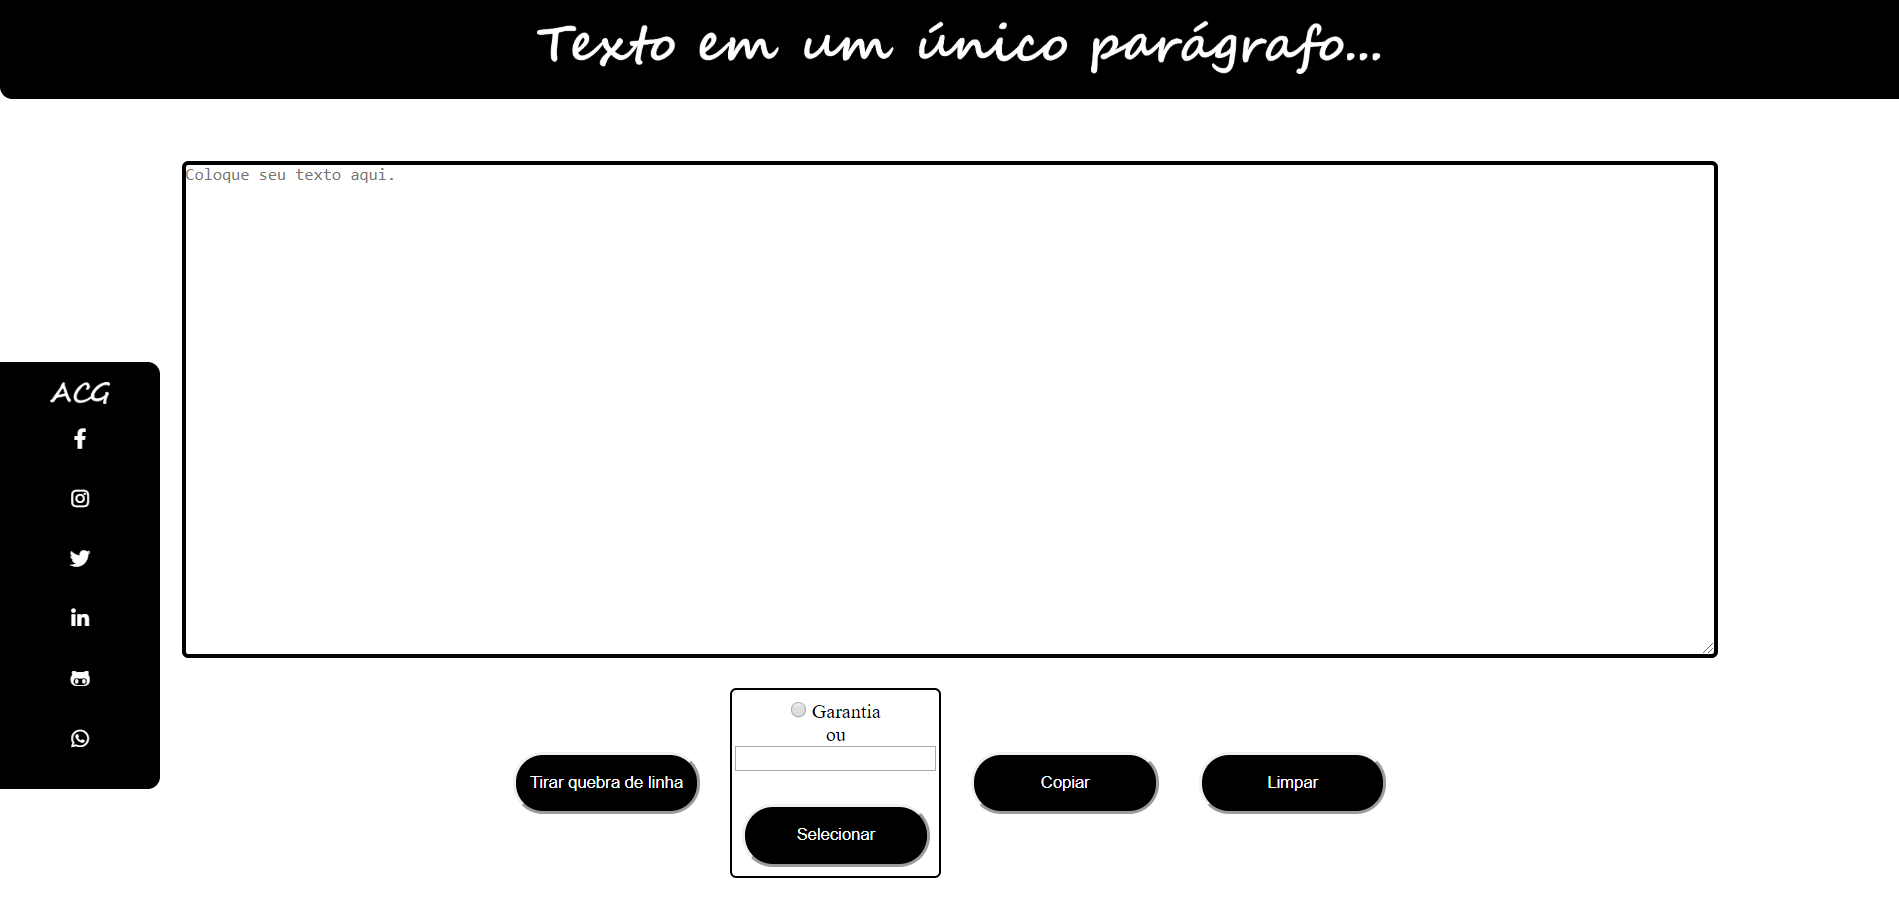 Texto em um único parágrafo...
Coloque seu texto aqui.
ACG
Garantia
ou
Tirar quebra de linha
Selecionar
Copiar
Limpar